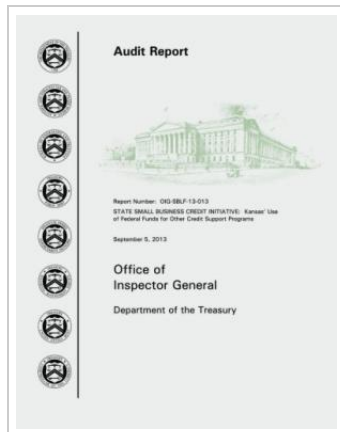 Audit Report
Report Number: OIG-SBLF-13-013
STATE SMALL BUSINESS CREDIT INITIATIVE: Kansas' Use
of Federal Funds for Other Credit Support Programs
September 5, 2013
Office of
Inspector General
Department of the Treasury